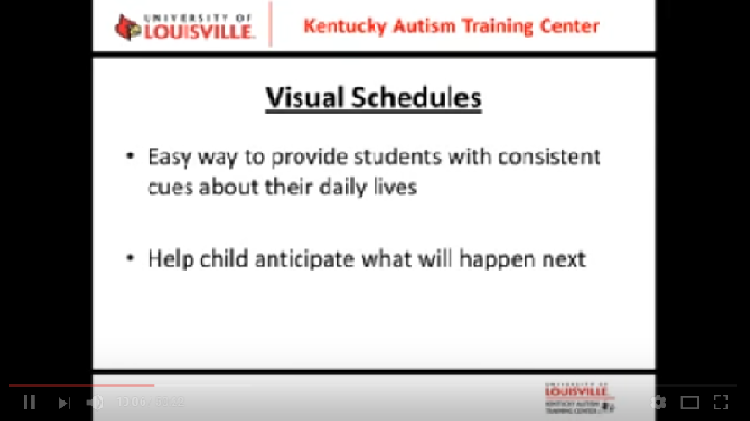 UNIVERSITY OF
LOUISVILLE
Kentucky Autism Training Center
Visual Schedules
• Easy way to provide students with consistent
cues about their daily lives
• Help child anticipate what will happen next
UNIVERSITY OF
LOUISVILLE
KENTUCKY AUTISM
TRAINING CENTER